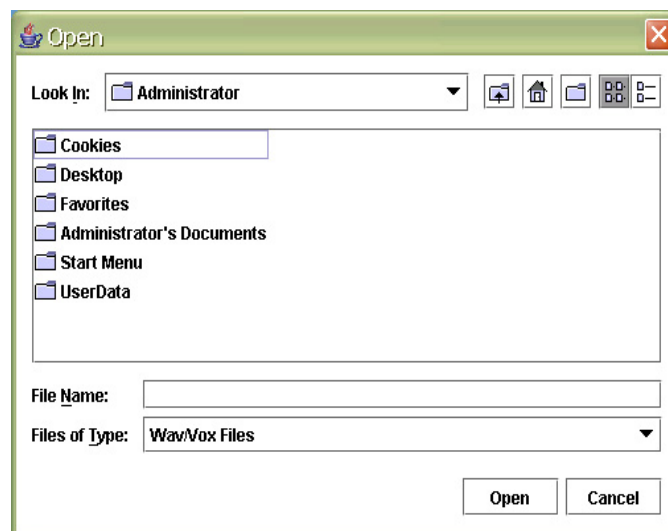 Open
Look In: Administrator
Cookies
Desktop
Favorites
Administrator's Documents
Start Menu
UserData
File Name:
Files of Type: Wav/Vox Files
Open Cancel